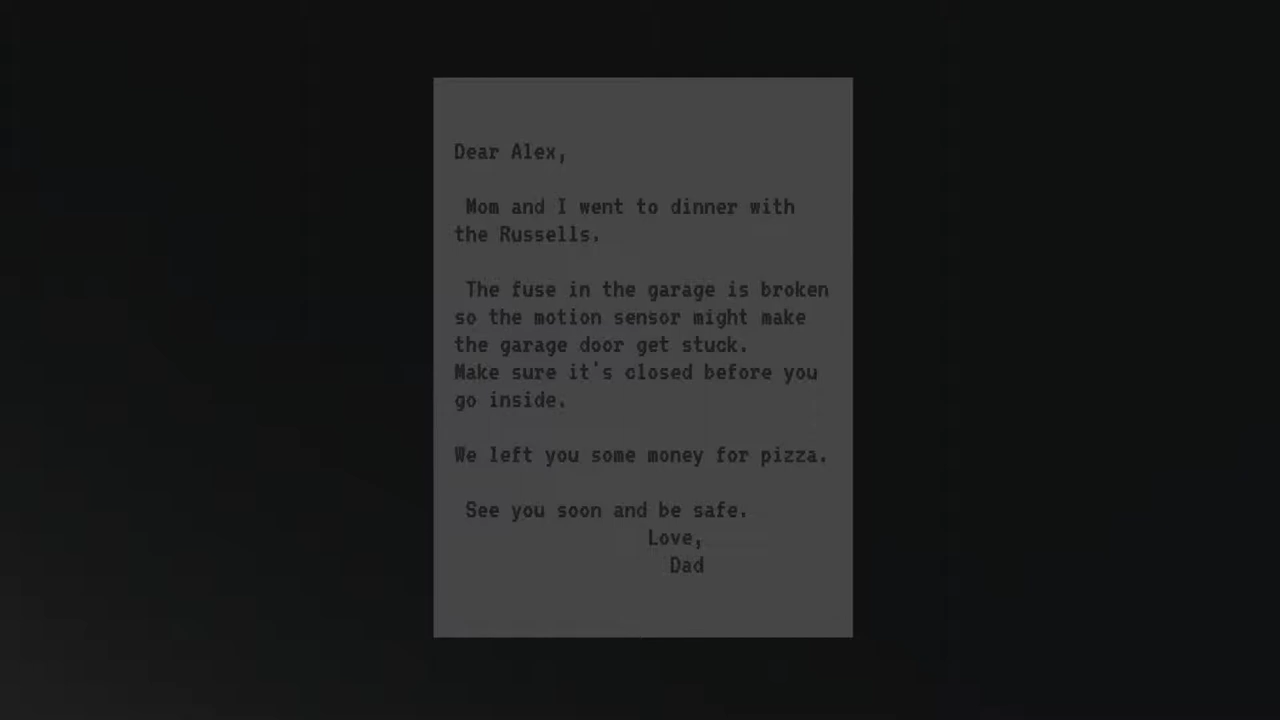 Dear Alex,
Mom and I went to dinner with
the Russells.
The fuse in the garage is broken
so the motion sensor might make
the garage door get stuck.
Make sure it's closed before you
go inside.
We left you some money for pizza.
See you soon and be safe.
Love,
Dad